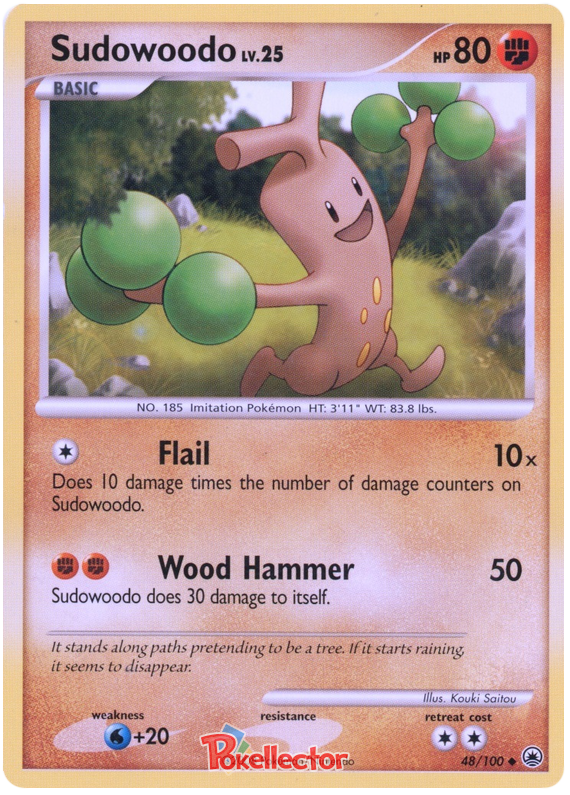 Sudowoodo LV.25 HP 80
BASIC
NO. 185 Imitation Pokémon HT: 3'11" WT: 83.8 lbs.
Flail 10x
Does 10 damage times the number of damage counters on
Sudowoodo.
Wood Hammer 50
Sudowoodo does 30 damage to itself.
It stands along paths pretending to be a tree. If it starts raining,
it seems to disappear.
Illus. Kouki Saitou
weakness resistance retreat cost
+20
Pokellector
48/100